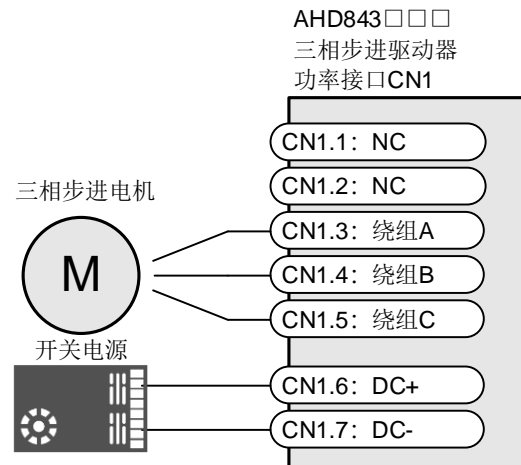 AHD843□□□
三相步进驱动器
功率接口CN1
CN1.1：NC
CN1.2：NC
三相步进电机
CN1.3：绕组A
M
CN1.4：绕组B
CN1.5：绕组C
开关电源
CN1.6：DC+
CN1.7：DC-